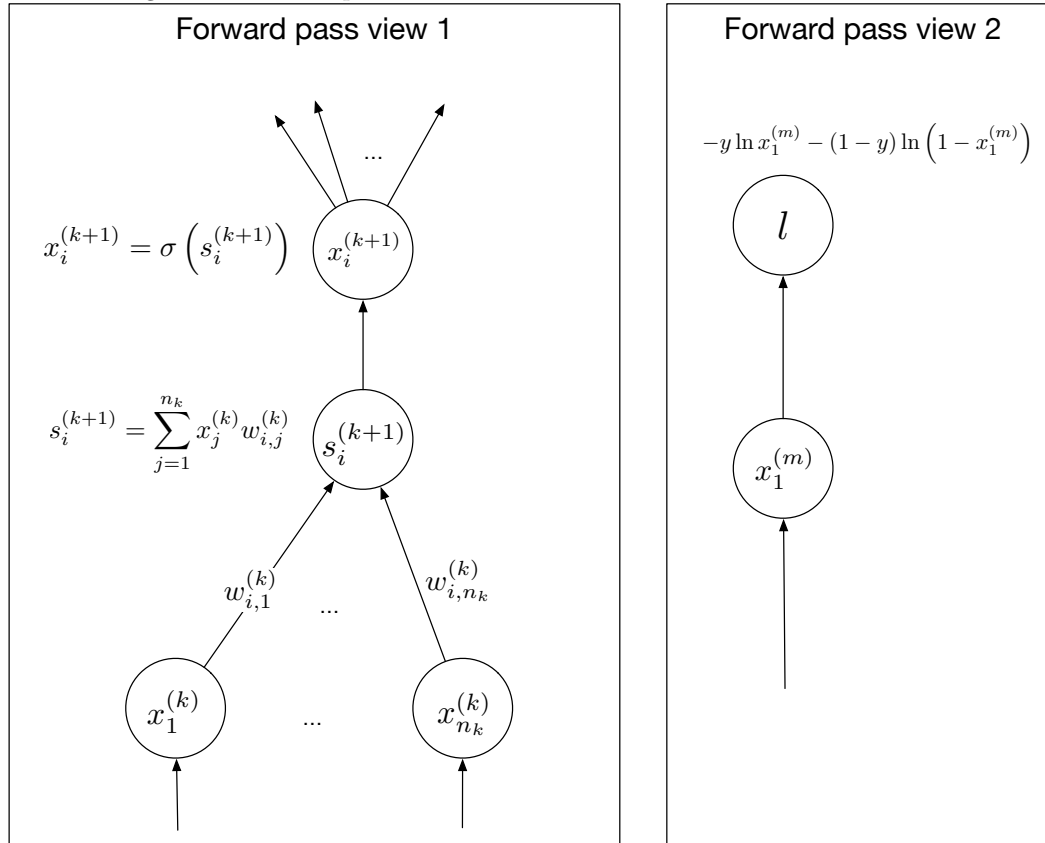 Forward pass view 1
...
x_i^{(k+1)} = σ(s_i^{(k+1)})
x_i^{(k+1)}
s_i^{(k+1)} = \sum_{j=1}^{n_k} x_j^{(k)} w_{i,j}^{(k)}
s_i^{(k+1)}
w_{i,1}^{(k)}
...
w_{i,n_k}^{(k)}
x_1^{(k)}
...
x_{n_k}^{(k)}
Forward pass view 2
-y ln x_1^{(m)} - (1 - y) ln (1 - x_1^{(m)})
l
x_1^{(m)}